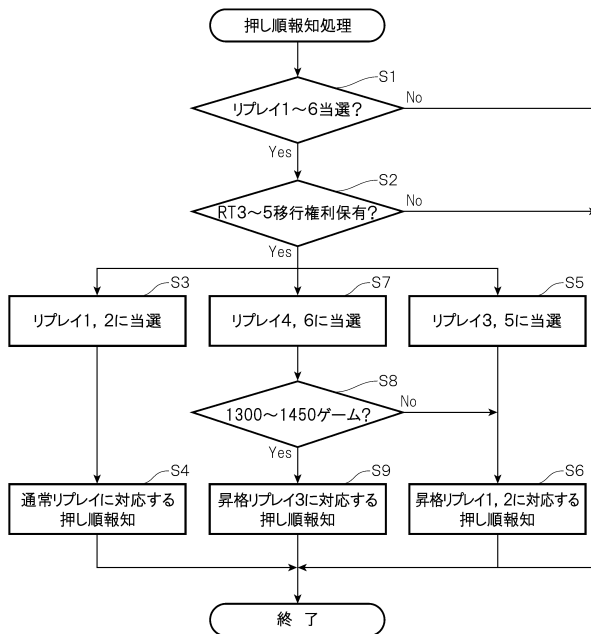 押し順報知処理
S1
リプレイ1～6当選？
No
Yes
S2
RT3～5移行権利保有？
No
Yes
S3
S7
S5
リプレイ1，2に当選
リプレイ4，6に当選
リプレイ3，5に当選
S8
1300～1450ゲーム？
No
Yes
S4
S9
S6
通常リプレイに対応する
押し順報知
昇格リプレイ3に対応する
押し順報知
昇格リプレイ1，2に対応する
押し順報知
終 了